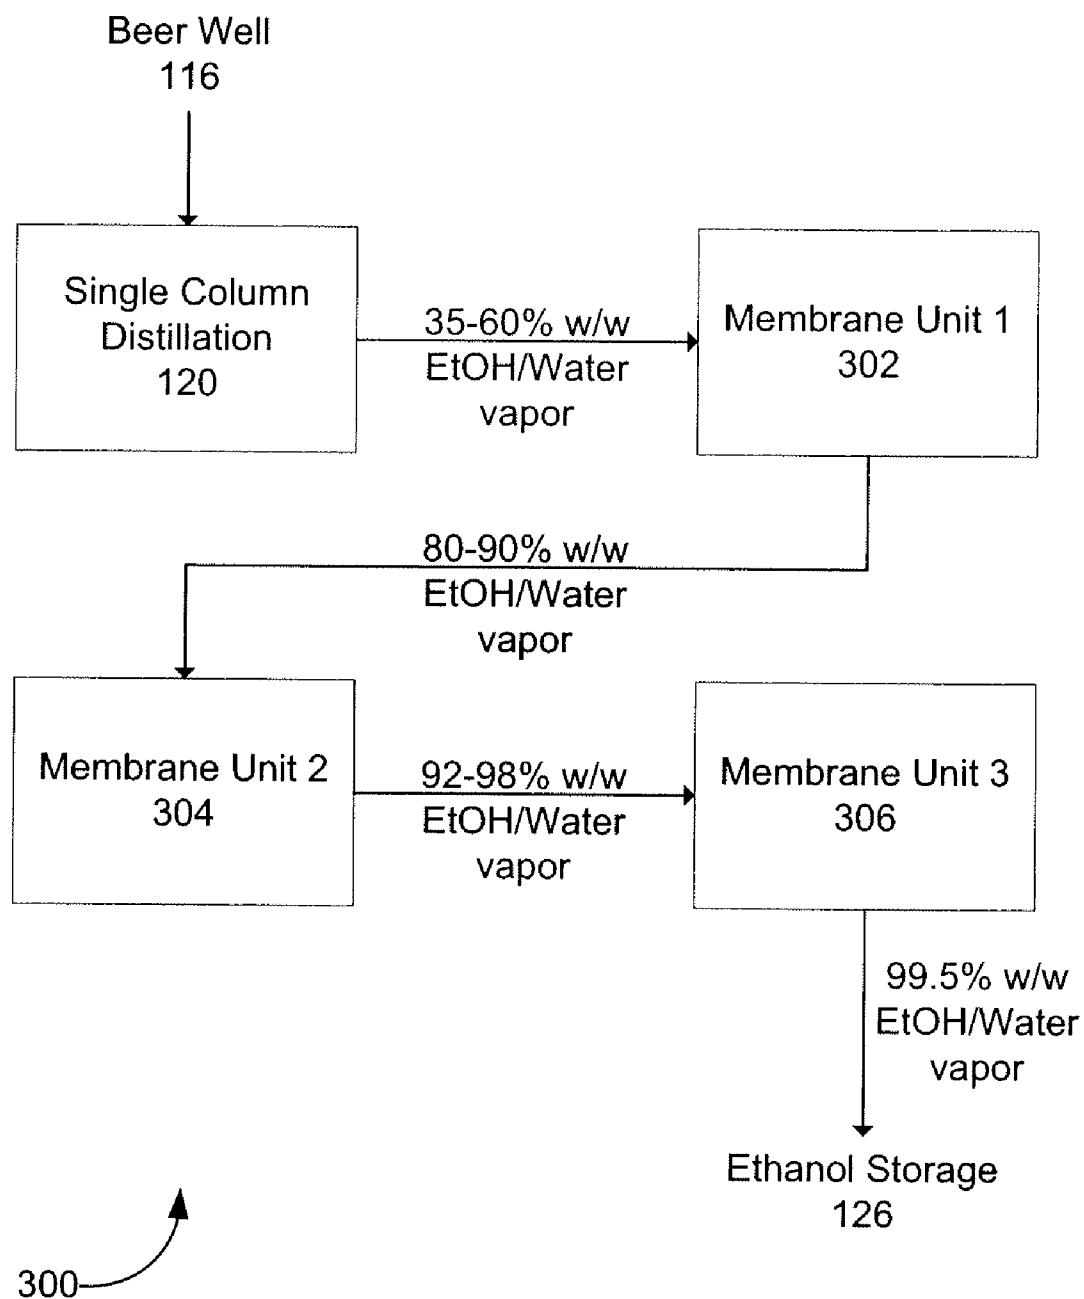 Beer Well
116
Single Column
Distillation
120
35-60% w/w
EtOH/Water
vapor
Membrane Unit 1
302
80-90% w/w
EtOH/Water
vapor
Membrane Unit 2
304
92-98% w/w
EtOH/Water
vapor
Membrane Unit 3
306
99.5% w/w
EtOH/Water
vapor
Ethanol Storage
126
300